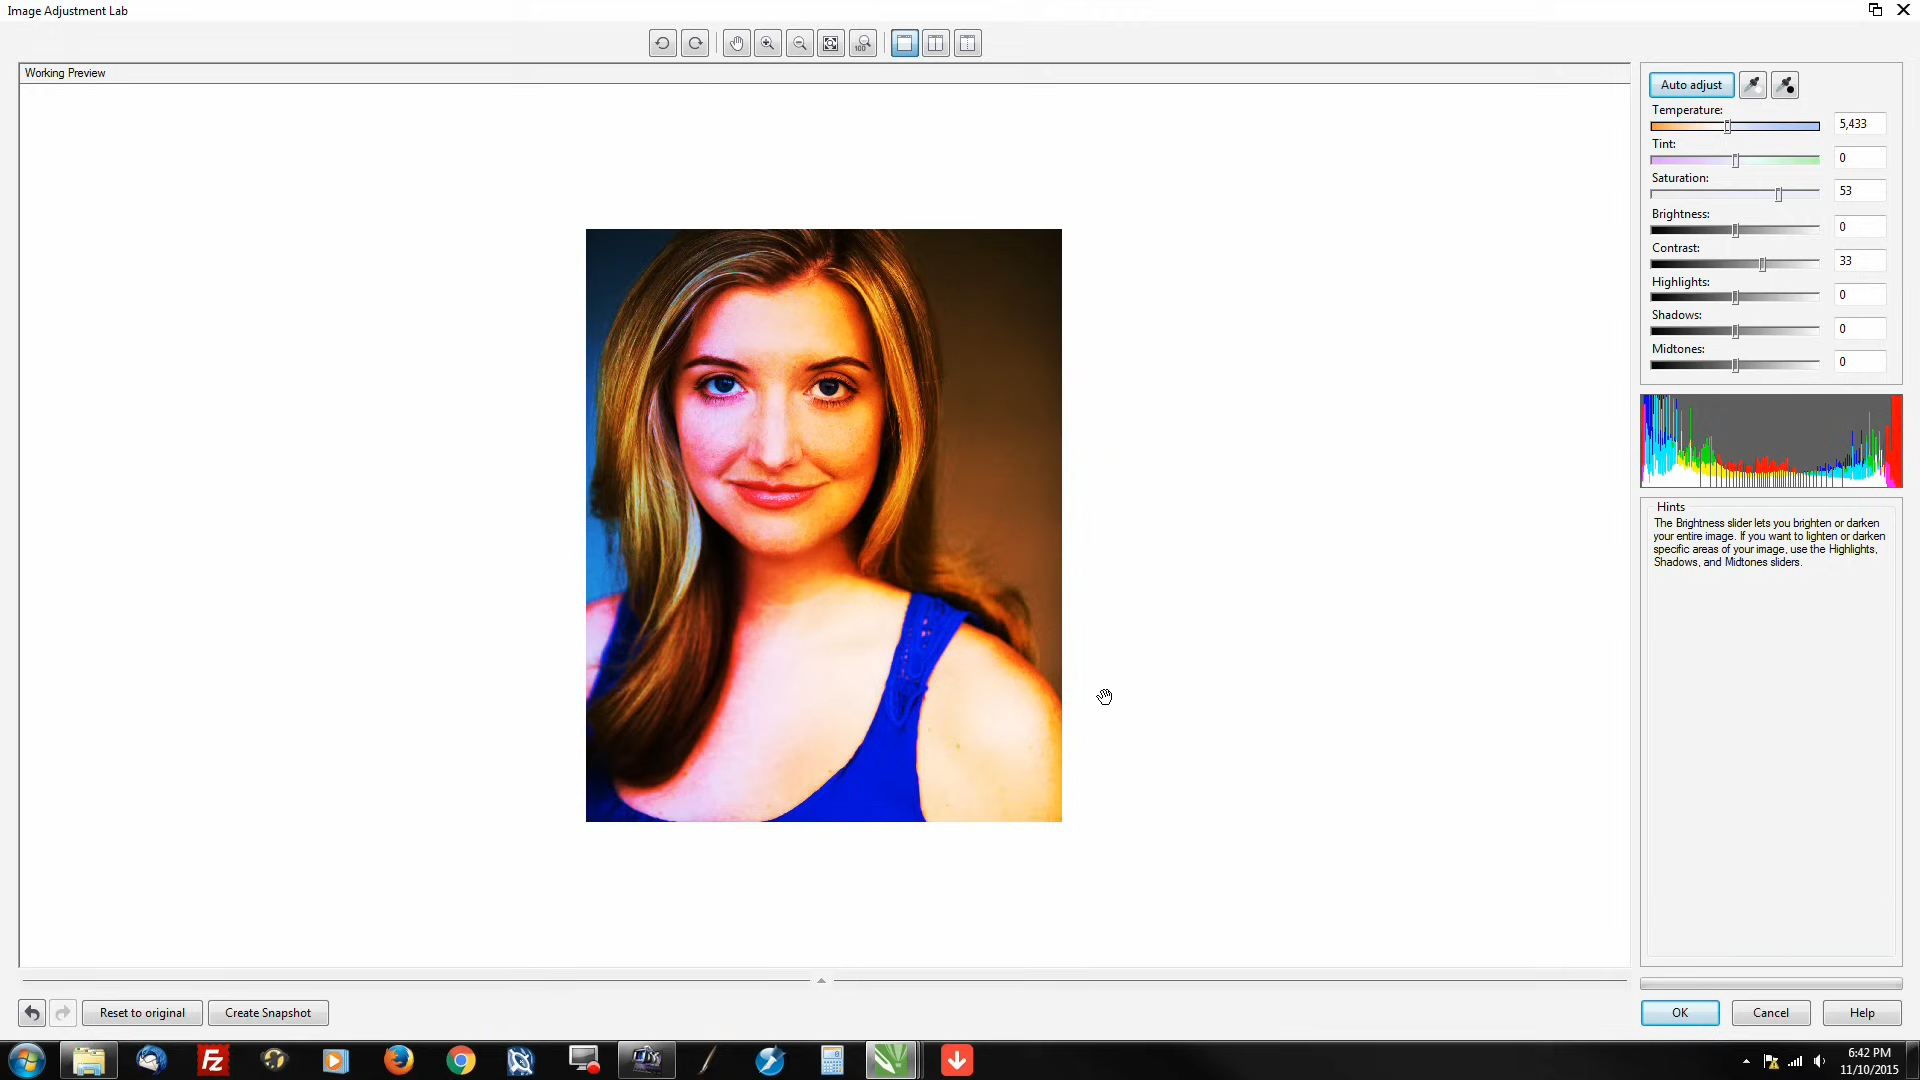 Image Adjustment Lab
100
Working Preview
Auto adjust
Temperature:
5,433
Tint:
0
Saturation:
53
Brightness:
0
Contrast:
33
Highlights:
0
Shadows:
0
Midtones:
0
Hints
The Brightness slider lets you brighten or darken
your entire image. If you want to lighten or darken
specific areas of your image, use the Highlights,
Shadows, and Midtones sliders.
Reset to original
Create Snapshot
OK
Cancel
Help
Fz
6:42 PM
11/10/2015